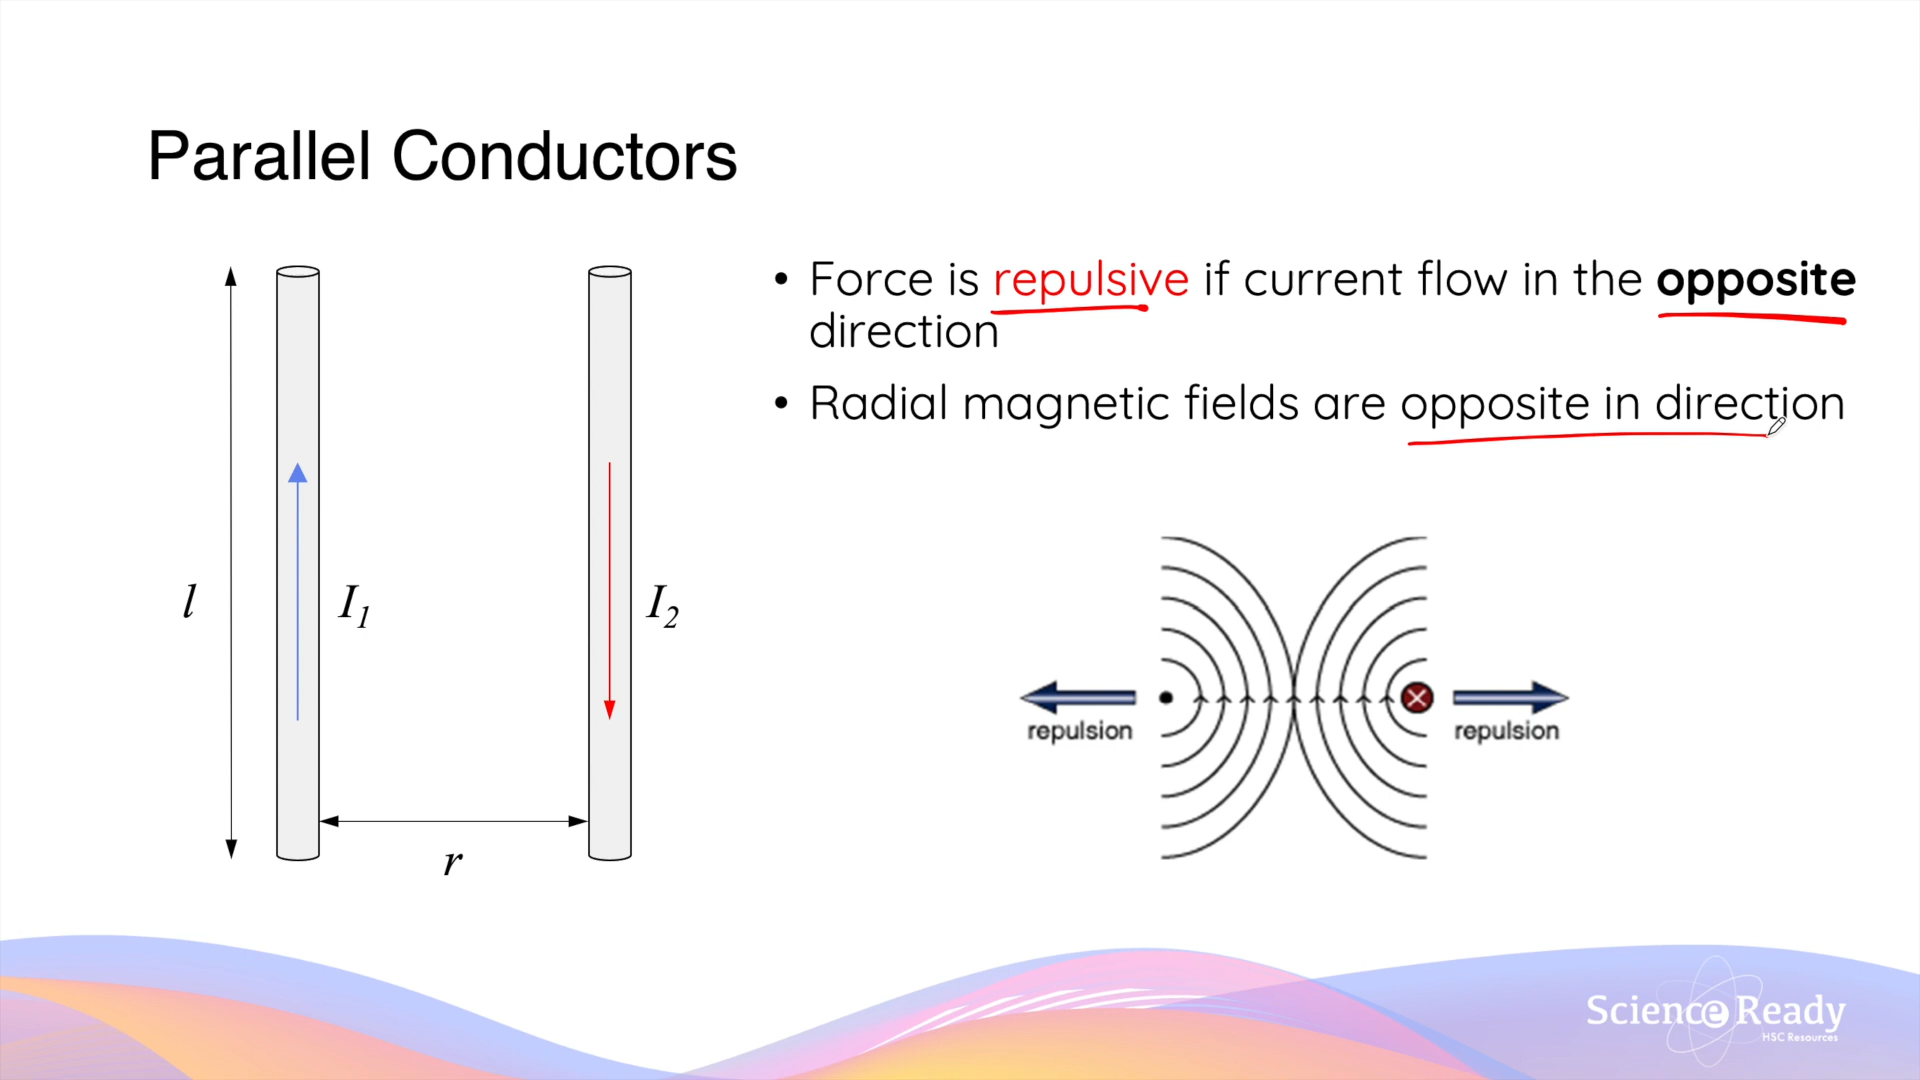 Parallel Conductors
• Force is repulsive if current flow in the opposite
direction
• Radial magnetic fields are opposite in direction
l
I₁
I₂
r
repulsion
repulsion
Science Ready
HSC Resources